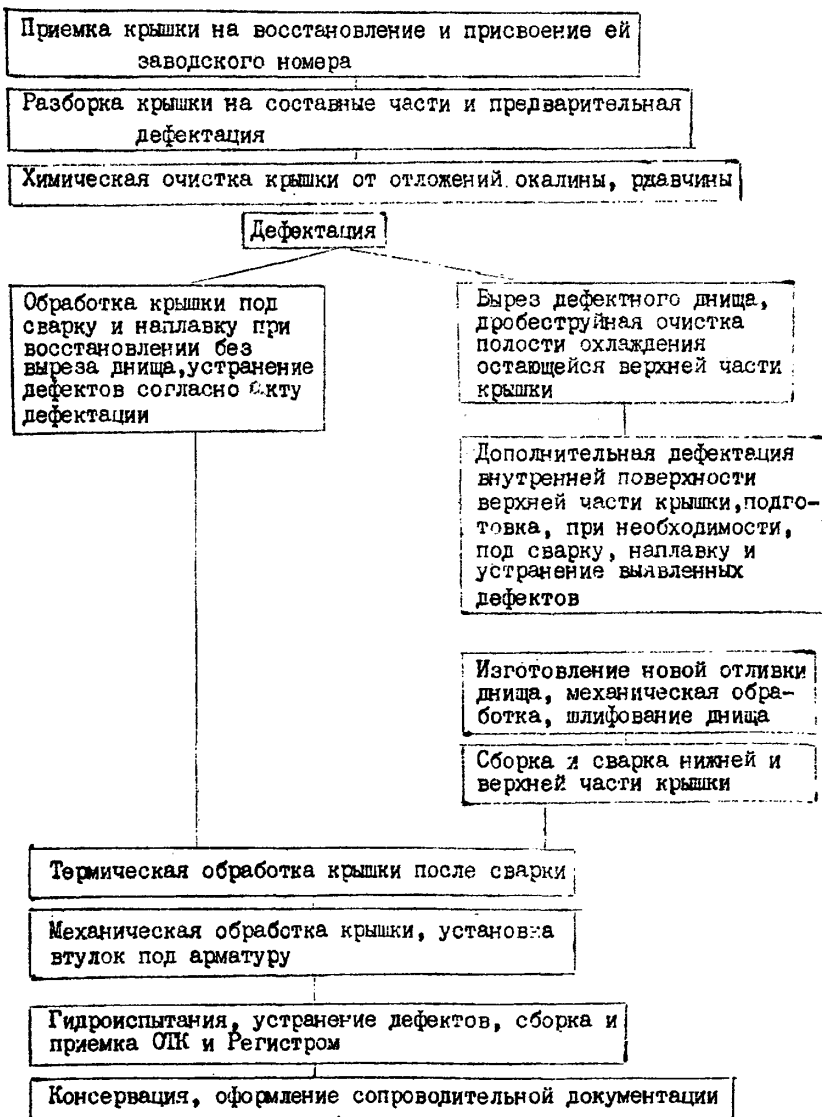 Приемка крышки на восстановление и присвоение ей
заводского номера
Разборка крышки на составные части и предварительная
дефектация
Химическая очистка крышки от отложений окалины, ржавчины
Дефектация
Обработка крышки под
сварку и наплавку при
восстановлении без
выреза днища, устранение
дефектов согласно акту
дефектации
Вырез дефектного днища,
дробеструйная очистка
полости охлаждения
остающейся верхней части
крышки
Дополнительная дефектация
внутренней поверхности
верхней части крышки, подго-
товка, при необходимости,
под сварку, наплавку и
устранение выявленных
дефектов
Изготовление новой отливки
днища, механическая обра-
ботка, шлифование днища
Сборка и сварка нижней и
верхней части крышки
Термическая обработка крышки после сварки
Механическая обработка крышки, установка
втулок под арматуру
Гидроиспытания, устранение дефектов, сборка и
приемка ОТК и Регистром
Консервация, оформление сопроводительной документации